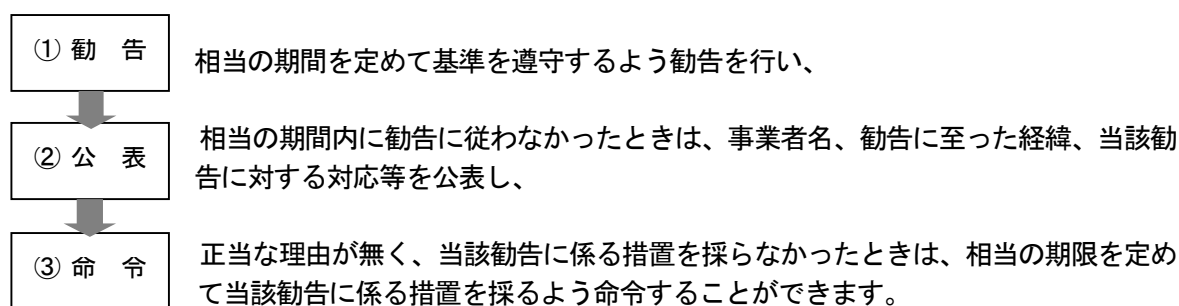 (1) 勧　告
相当の期間を定めて基準を遵守するよう勧告を行い、
(2) 公　表
相当の期間内に勧告に従わなかったときは、事業者名、勧告に至った経緯、当該勧
告に対する対応等を公表し、
(3) 命　令
正当な理由が無く、当該勧告に係る措置を採らなかったときは、相当の期限を定め
て当該勧告に係る措置を採るよう命令することができます。